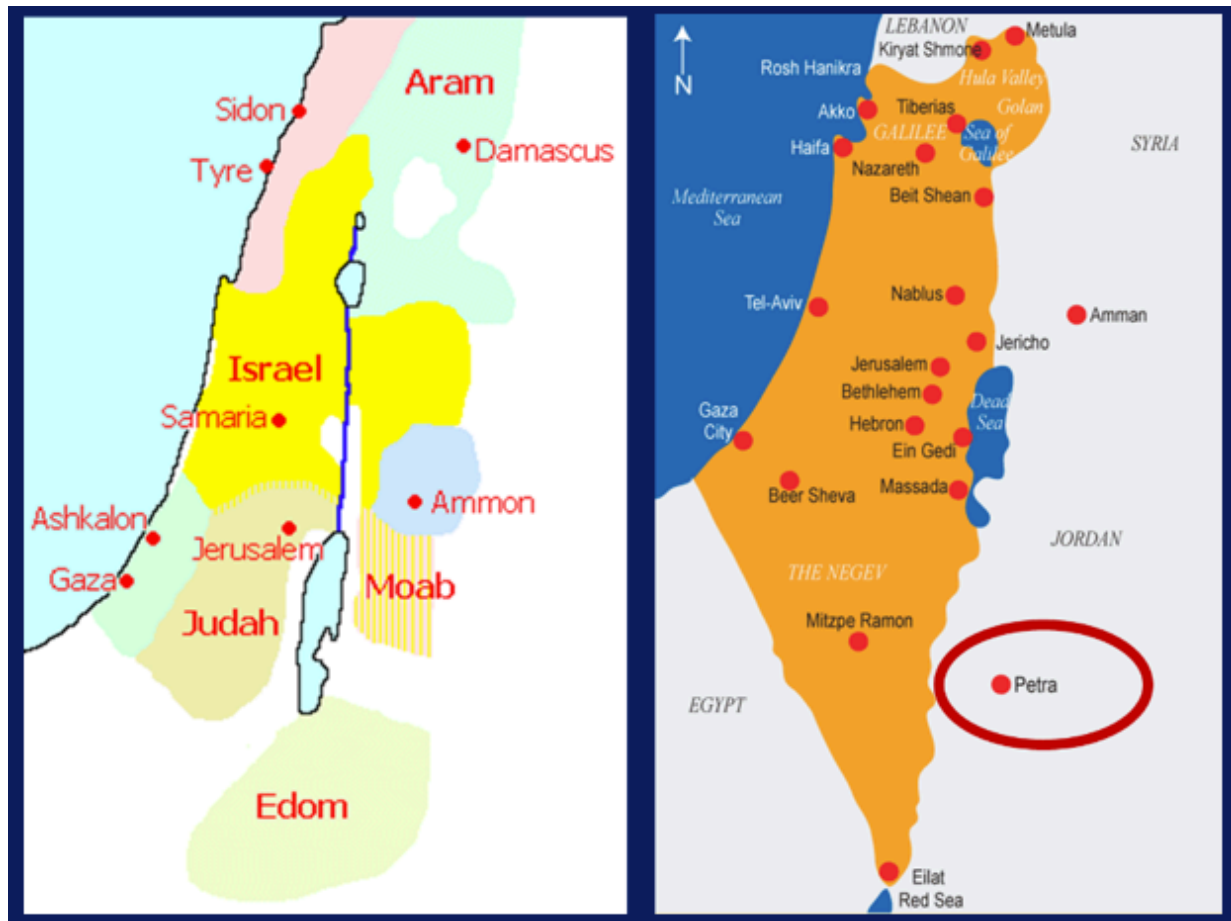 Aram
Sidon
Damascus
Tyre
Israel
Samaria
Ammon
Ashkalon
Jerusalem
Gaza
Moab
Judah
Edom
LEBANON
Metula
Kiryat Shmone
N
Rosh Hanikra
Hula Valley
Golan
Akko
Tiberias
GALILEE
Sea of
Galilee
SYRIA
Haifa
Nazareth
Mediterranean
Sea
Beit Shean
Tel-Aviv
Nablus
Amman
Jericho
Jerusalem
Bethlehem
Dead
Sea
Gaza
City
Hebron
Ein Gedi
Beer Sheva
Massada
JORDAN
THE NEGEV
Mitzpe Ramon
Petra
EGYPT
Eilat
Red Sea